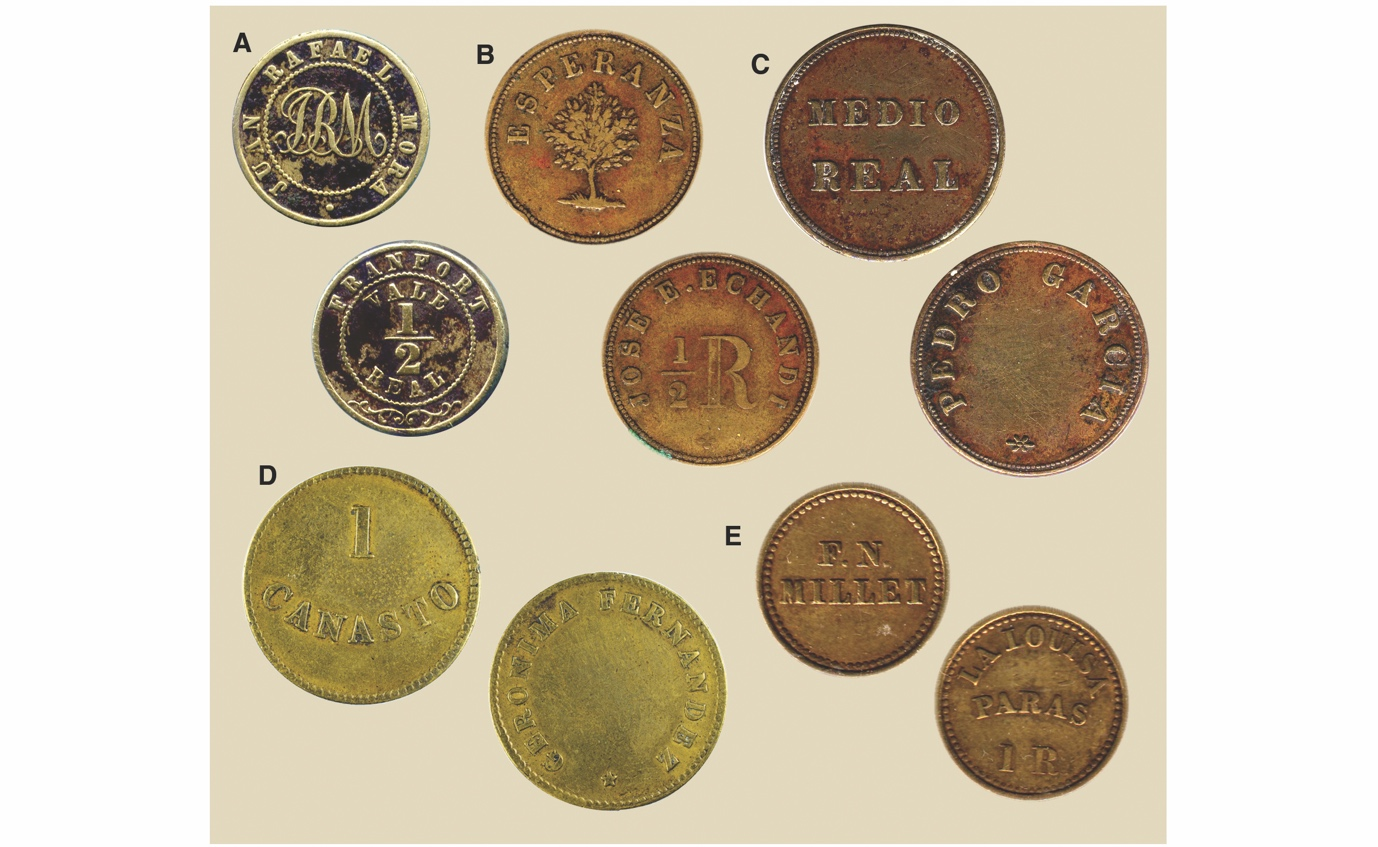 A
JUAN RAFAEL MORA
JRM
FRANFORT
VALE
1/2
REAL
B
ESPERANZA
JOSE E. ECHANDI
1/2 R
C
MEDIO
REAL
PEDRO GARCIA
D
1
CANASTO
GERONIMA FERNANDEZ
E
F. N.
MILLET
LA LOUISA
PARAS
1 R